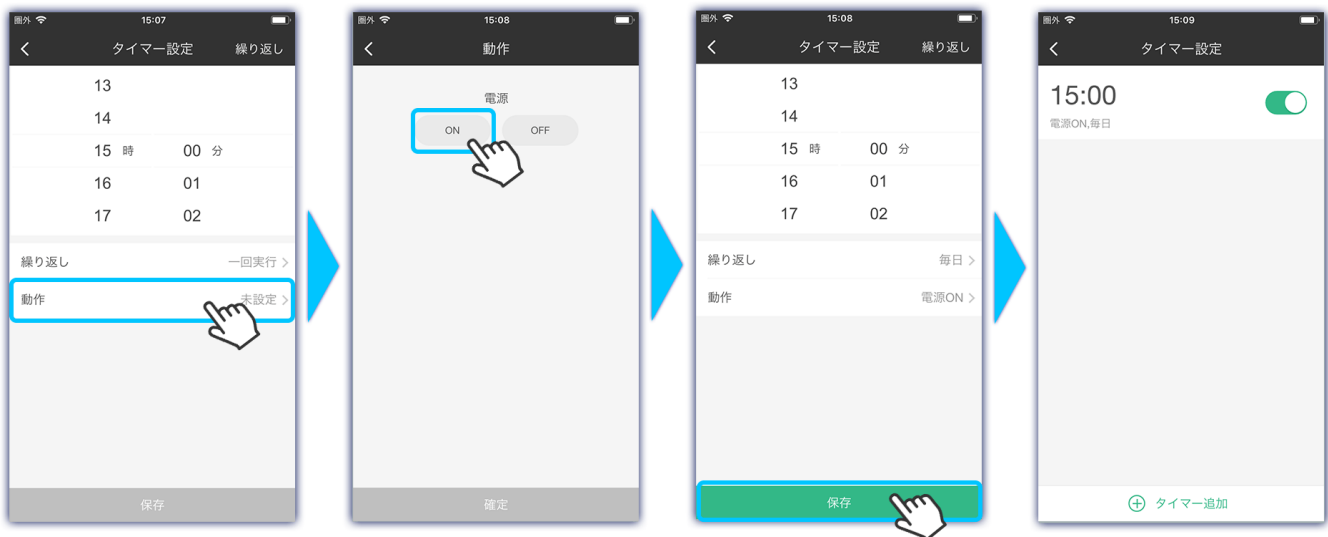 圏外 15:07
タイマー設定 繰り返し
13
14
15 時 00 分
16 01
17 02
繰り返し 一回実行
動作 未設定
保存
圏外 15:08
動作
電源
ON OFF
確定
圏外 15:08
タイマー設定 繰り返し
13
14
15 時 00 分
16 01
17 02
繰り返し 毎日
動作 電源ON
保存
圏外 15:09
タイマー設定
15:00
電源ON,毎日
タイマー追加